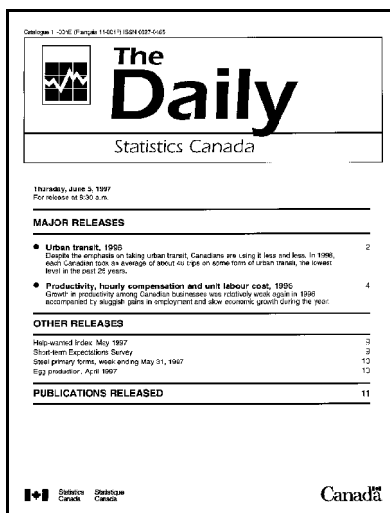 The
Daily
Statistics Canada
Thursday, June 5, 1997
For release at 8:30 a.m.
MAJOR RELEASES
● Urban transit, 1996 2
Despite the emphasis on taking urban transit, Canadians are using it less and less. In 1996,
each Canadian took an average of about 40 trips on some form of urban transit, the lowest
level in the past 25 years.
● Productivity, hourly compensation and unit labour cost, 1996 4
Growth in productivity among Canadian businesses was relatively weak again in 1996
accompanied by sluggish gains in employment and slow economic growth during the year.
OTHER RELEASES
Help-wanted Index May 1997 9
Short-term Expectations Survey 9
Steel primary forms, week ending May 31, 1997 10
Egg production, April 1997 10
PUBLICATIONS RELEASED 11
Statistics Statistique
Canada Canada
Canada